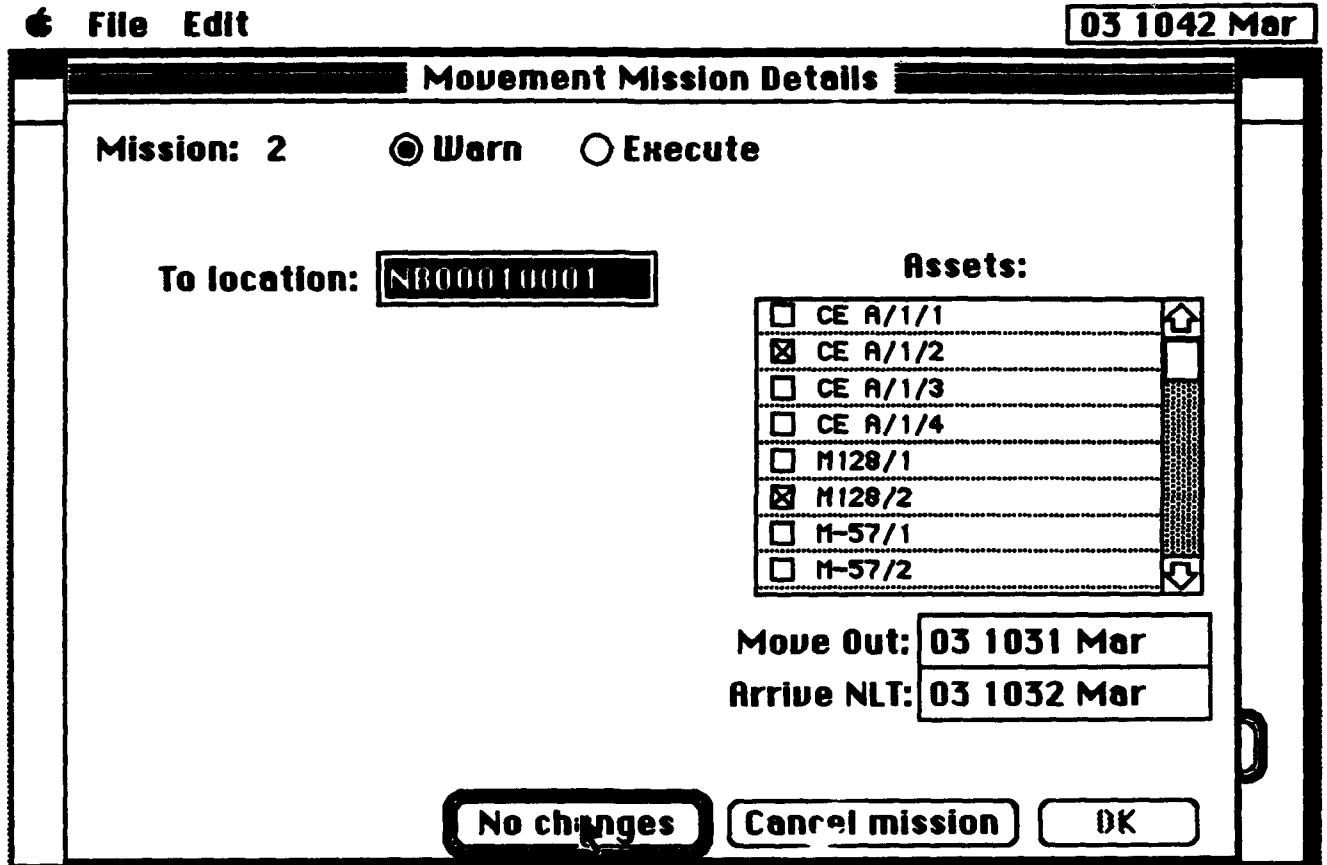 File Edit 03 1042 Mar
Movement Mission Details
Mission: 2 Warn Execute
To location: NB00010001
Assets:
CE A/1/1
CE A/1/2
CE A/1/3
CE A/1/4
M128/1
M128/2
M-57/1
M-57/2
Move Out: 03 1031 Mar
Arrive NLT: 03 1032 Mar
No changes Cancel mission OK